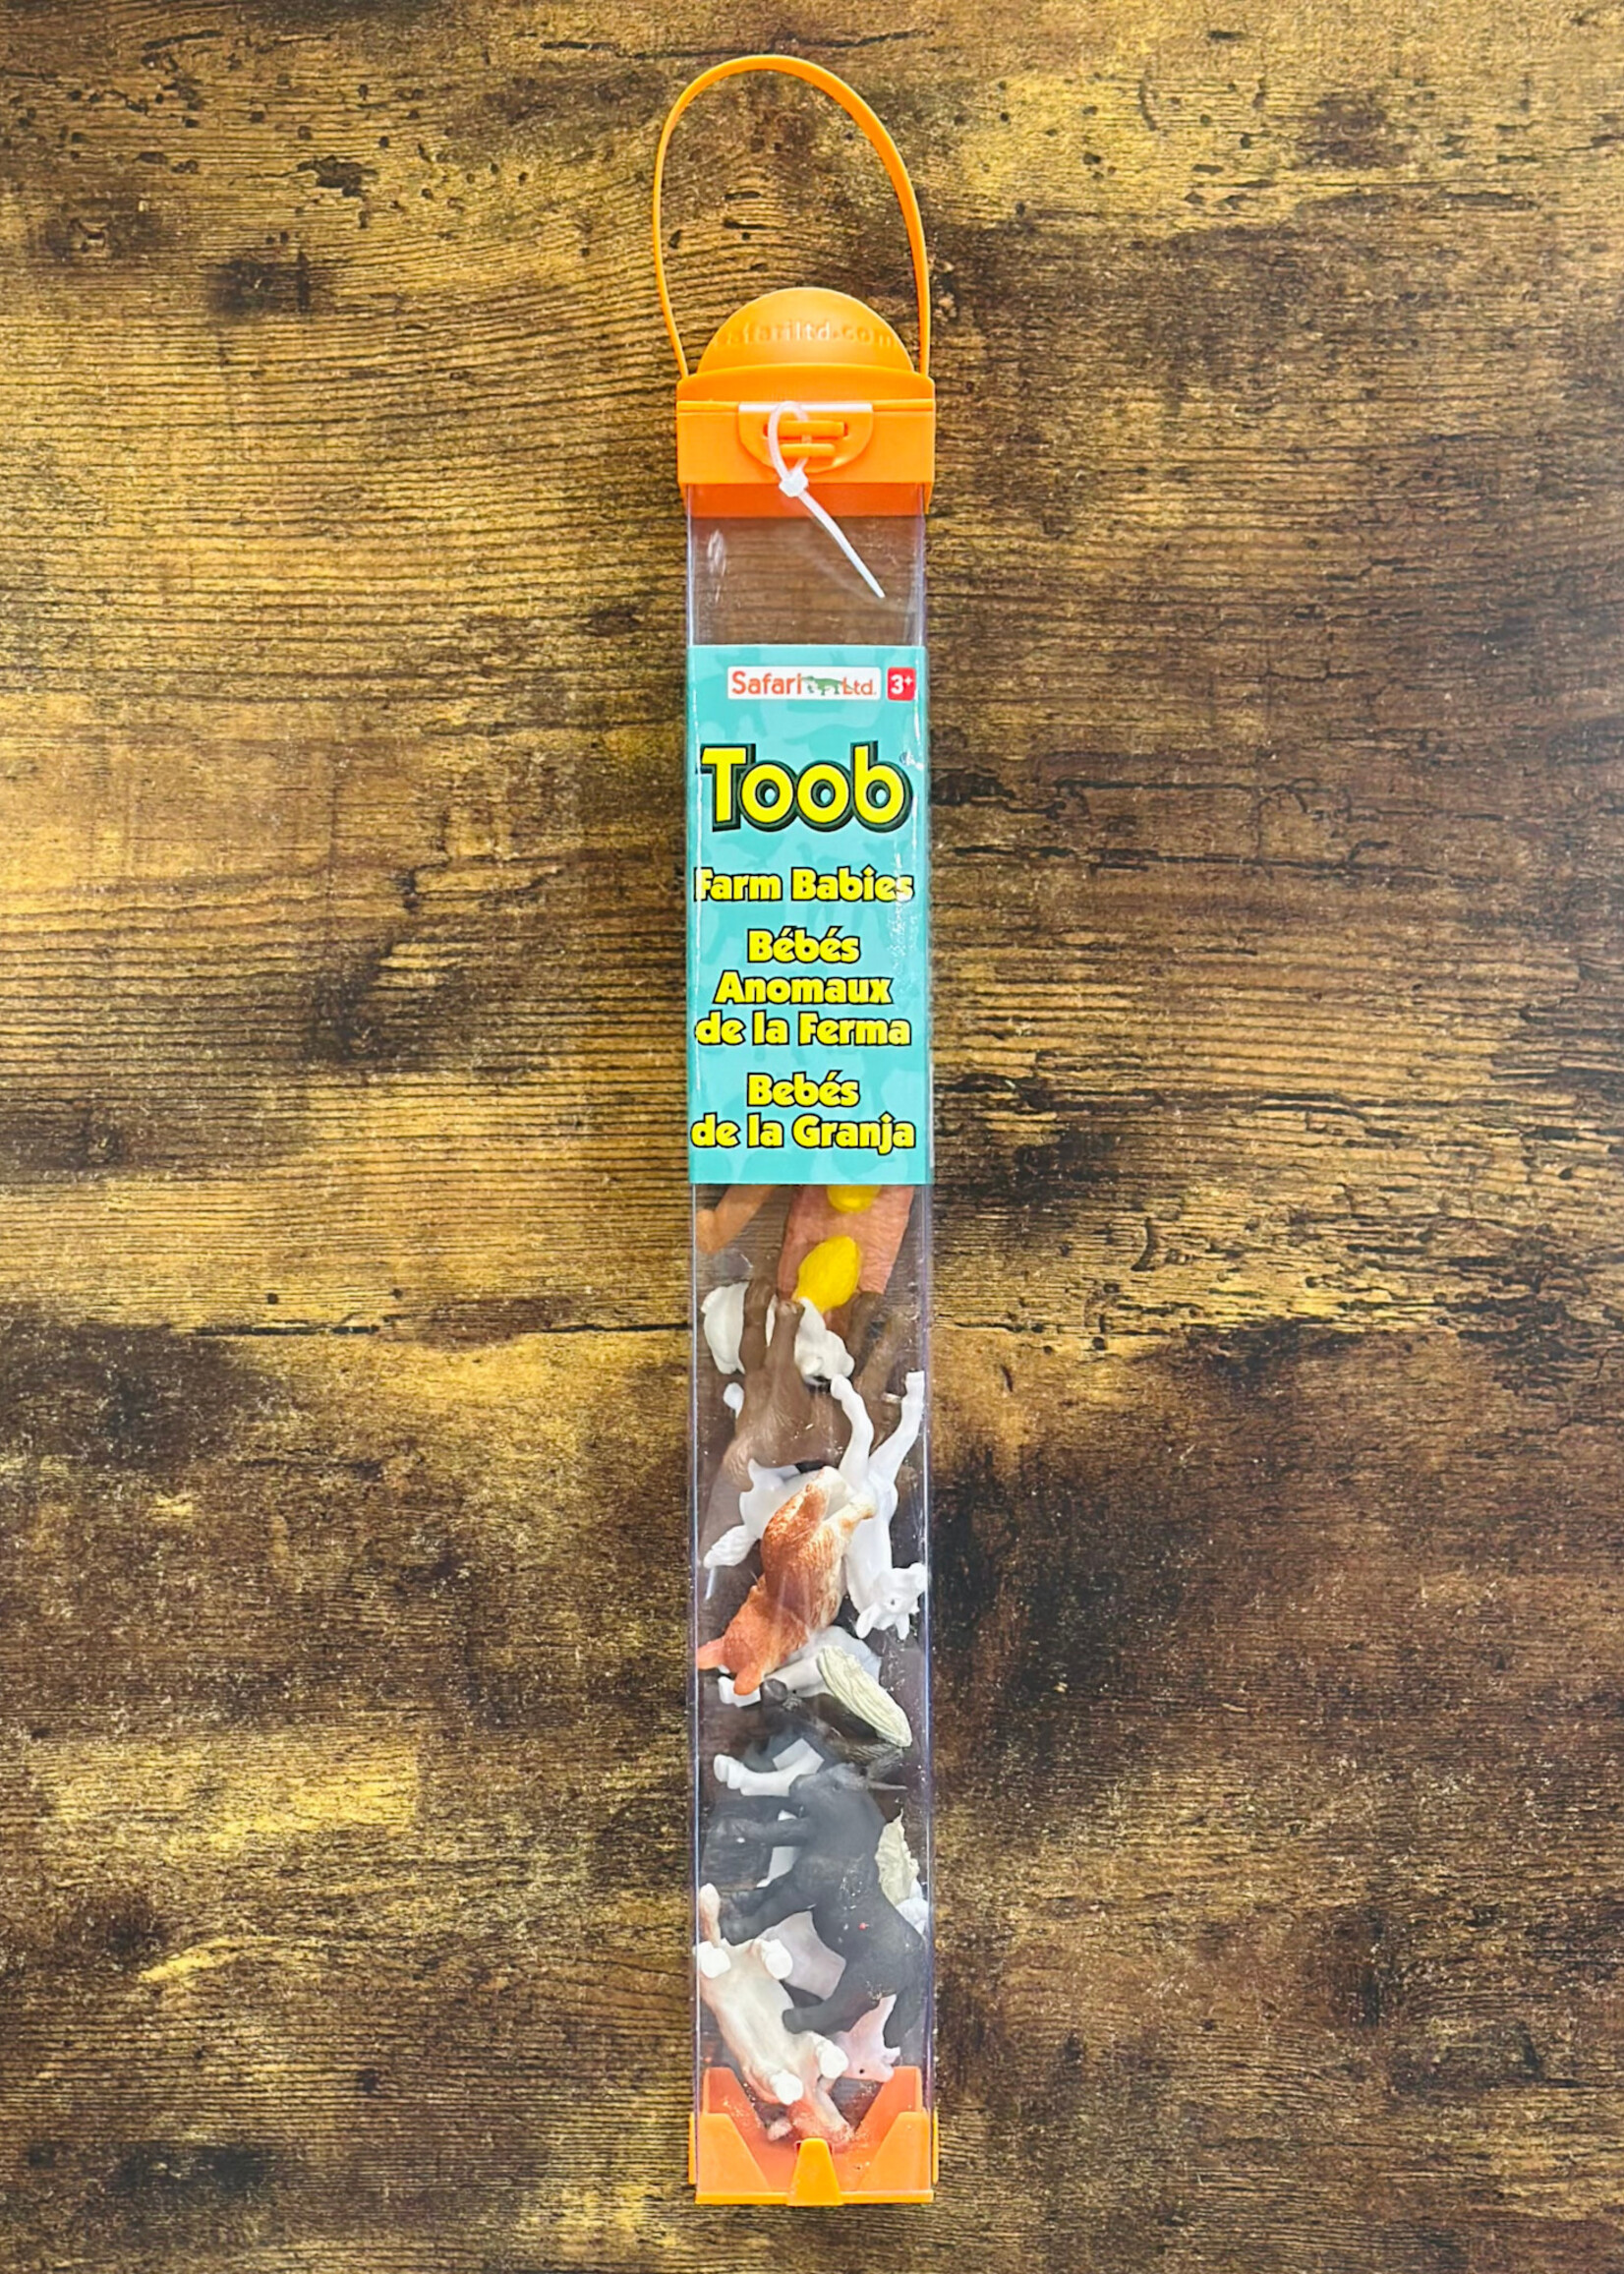 safariltd.com
Safari Ltd. 3+
Toob
Farm Babies
Bébés
Anomaux
de la Ferma
Bebés
de la Granja